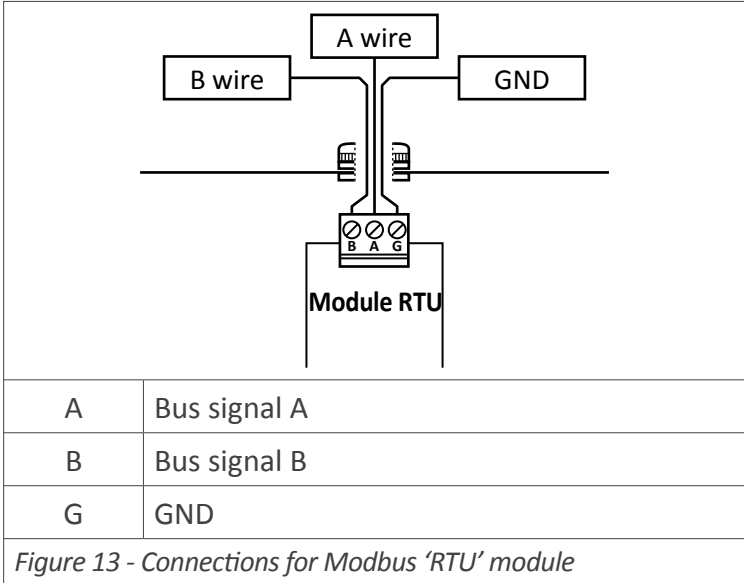 A wire
B wire
GND
B A G
Module RTU
A Bus signal A
B Bus signal B
G GND
Figure 13 - Connections for Modbus ‘RTU’ module